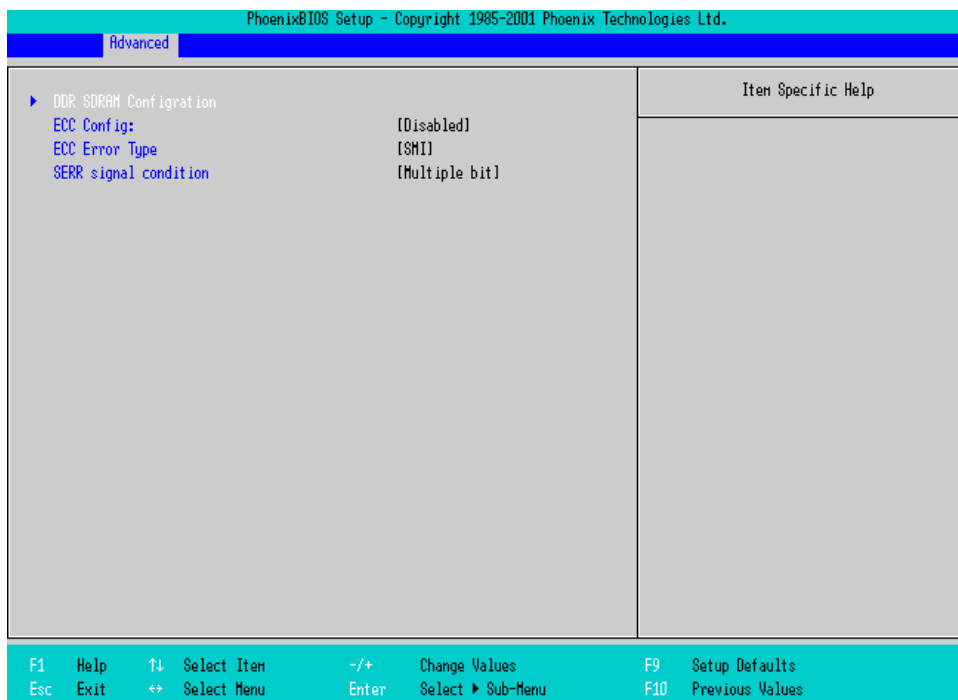 PhoenixBIOS Setup - Copyright 1985-2001 Phoenix Technologies Ltd.
Advanced
Item Specific Help
DDR SDRAM Configration
ECC Config: [Disabled]
ECC Error Type [SMI]
SERR signal condition [Multiple bit]
F1 Help ↑↓ Select Item -/+ Change Values F9 Setup Defaults
Esc Exit ↔ Select Menu Enter Select ▶ Sub-Menu F10 Previous Values